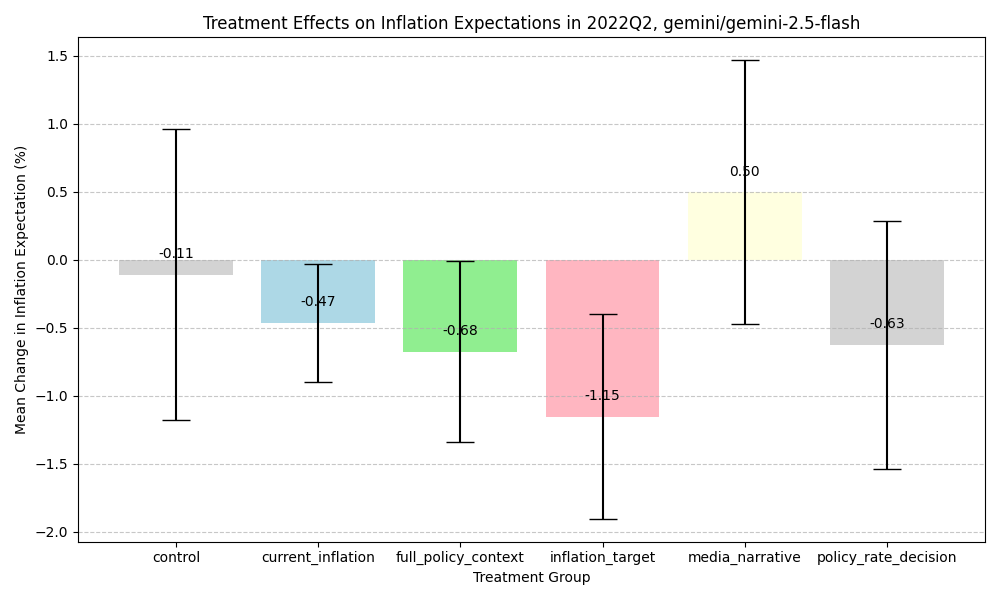 Treatment Effects on Inflation Expectations in 2022Q2, gemini/gemini-2.5-flash
Mean Change in Inflation Expectation (%)
1.5
1.0
0.5
0.0
−0.5
−1.0
−1.5
−2.0
-0.11
-0.47
-0.68
-1.15
0.50
-0.63
control
current_inflation
full_policy_context
inflation_target
media_narrative
policy_rate_decision
Treatment Group